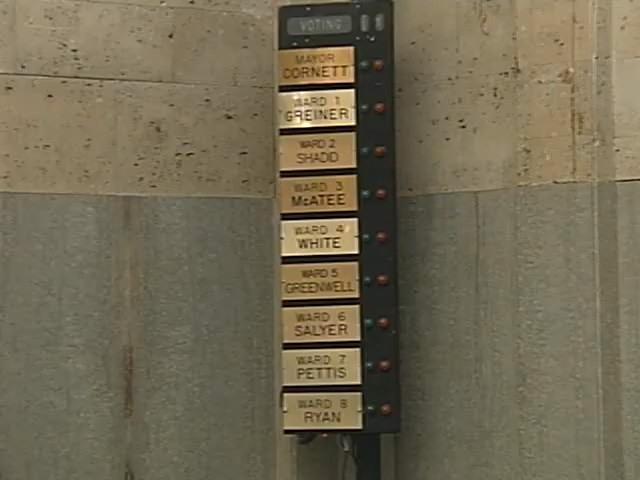 VOTING
MAYOR
CORNETT
WARD 1
GREINER
WARD 2
SHADID
WARD 3
McATEE
WARD 4
WHITE
WARD 5
GREENWELL
WARD 6
SALYER
WARD 7
PETTIS
WARD 8
RYAN